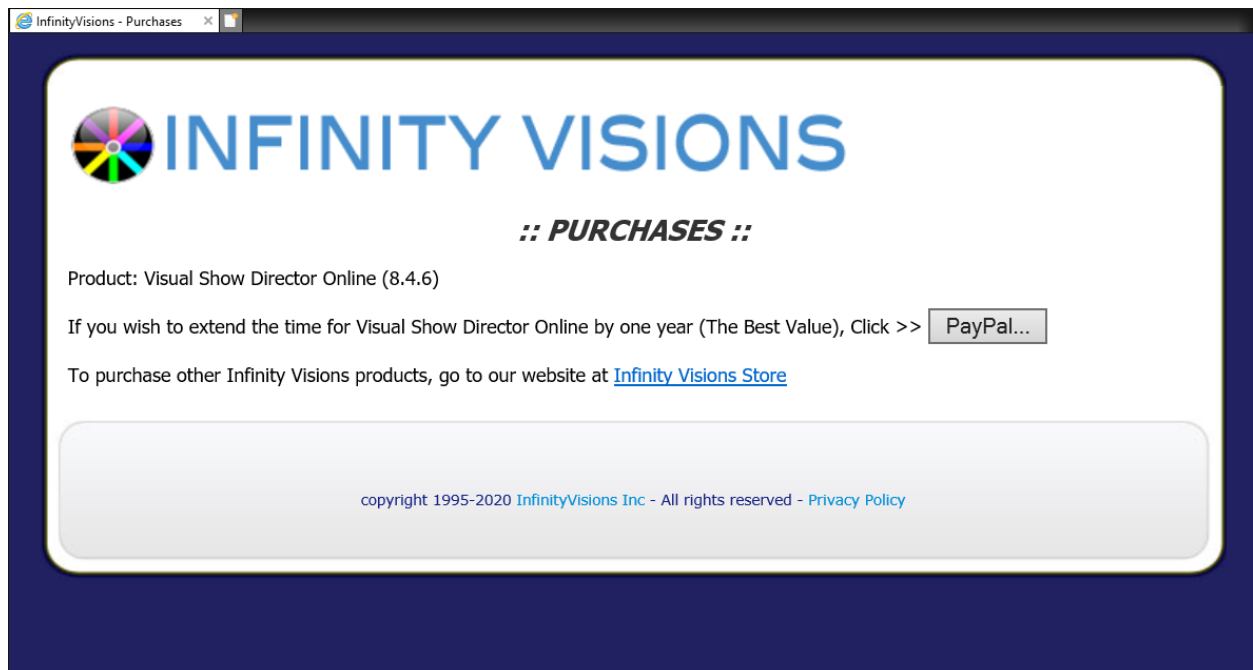 InfinityVisions - Purchases
INFINITY VISIONS
:: PURCHASES ::
Product: Visual Show Director Online (8.4.6)
If you wish to extend the time for Visual Show Director Online by one year (The Best Value), Click >> PayPal...
To purchase other Infinity Visions products, go to our website at Infinity Visions Store
copyright 1995-2020 InfinityVisions Inc - All rights reserved - Privacy Policy